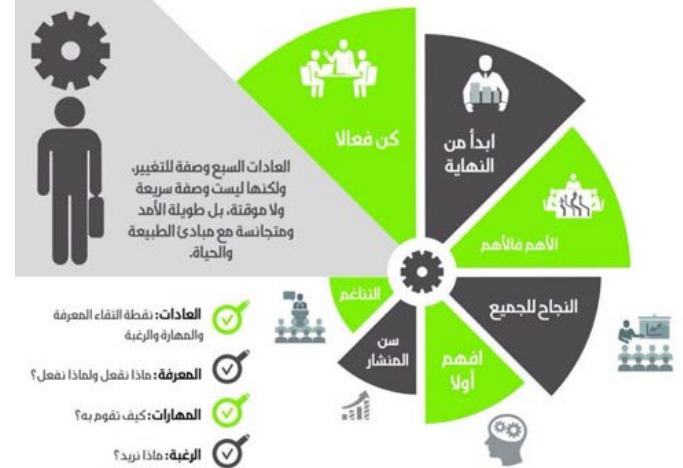 كن فعالا
ابدأ من
النهاية
الأهم فالأهم
النجاح للجميع
افهم
أولا
سن
المنشار
التناغم
العادات السبع وصفة للتغيير،
ولكنها ليست وصفة سريعة
ولا موقتة، بل طويلة الأمد
ومتجانسة مع مبادئ الطبيعة
والحياة.
العادات: نقطة التقاء المعرفة
والمهارة والرغبة
المعرفة: ماذا نفعل ولماذا نفعل؟
المهارات: كيف تقوم به؟
الرغبة: ماذا نريد؟